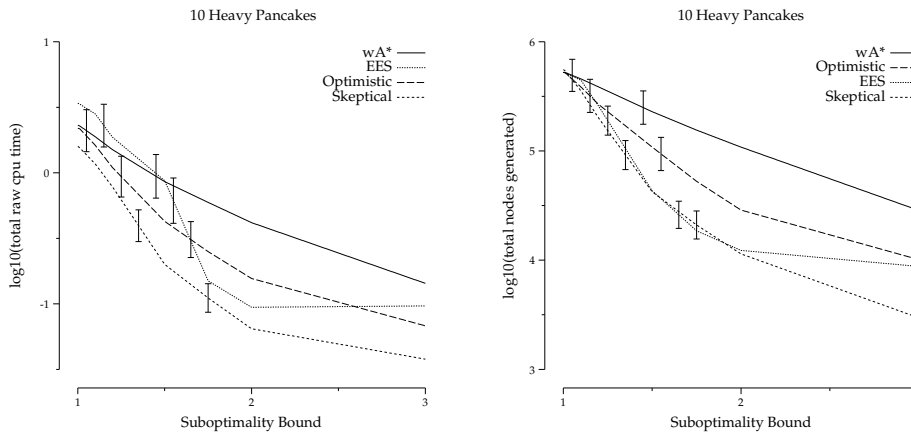 10 Heavy Pancakes
1
wA*
EES
Optimistic
Skeptical
log10(total raw cpu time)
0
-1
1
2
3
Suboptimality Bound
10 Heavy Pancakes
6
wA*
Optimistic
EES
Skeptical
log10(total nodes generated)
5
4
3
1
2
Suboptimality Bound